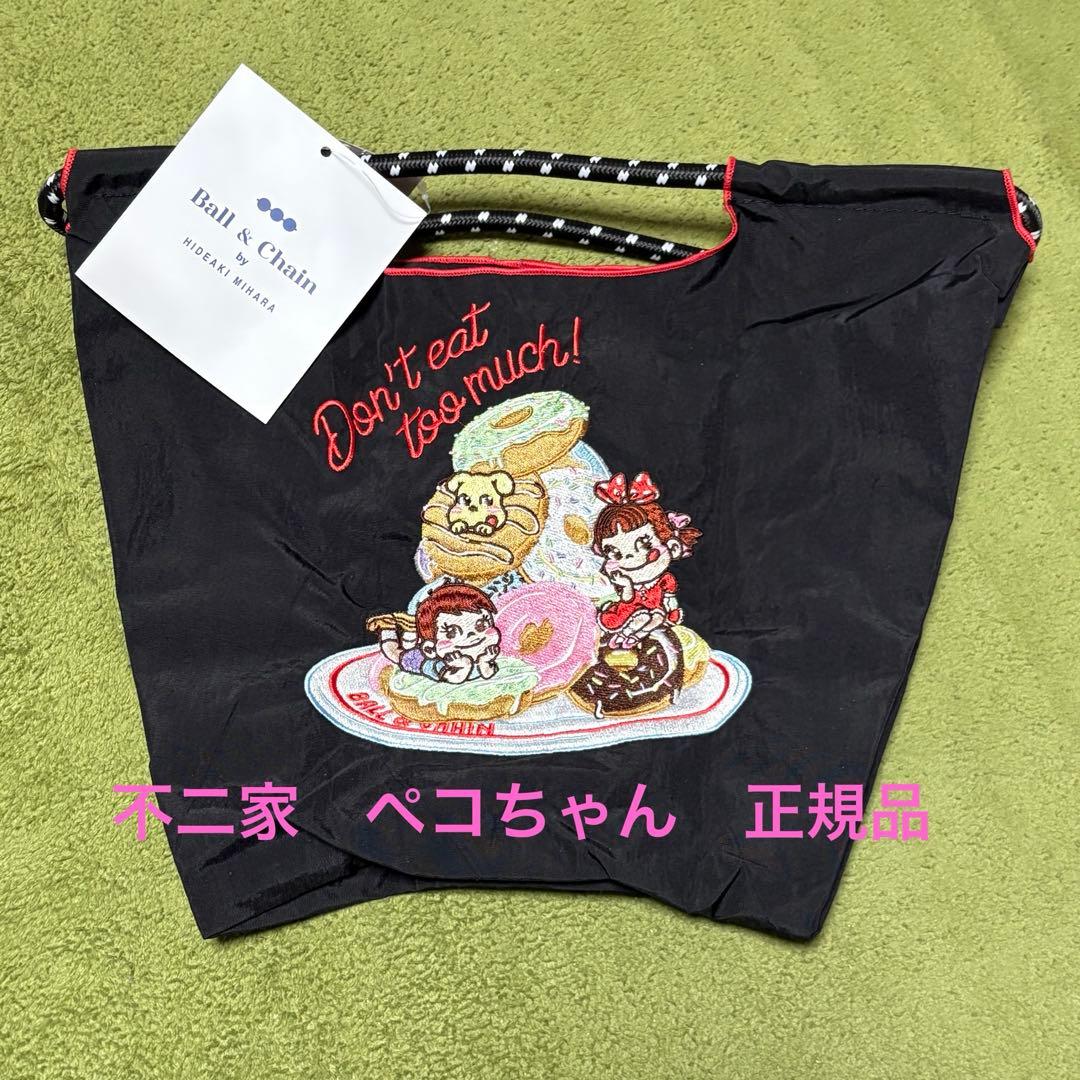 Ball & Chain
by
HIDEAKI MIHARA
Don't eat
too much!
BALL & CHAIN
不二家　ペコちゃん　正規品